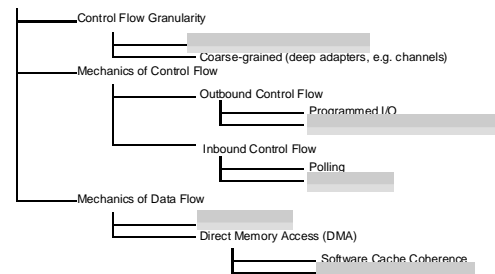 Control Flow Granularity
Coarse-grained (deep adapters, e.g. channels)
Mechanics of Control Flow
Outbound Control Flow
Programmed I/O
Inbound Control Flow
Polling
Mechanics of Data Flow
Direct Memory Access (DMA)
Software Cache Coherence